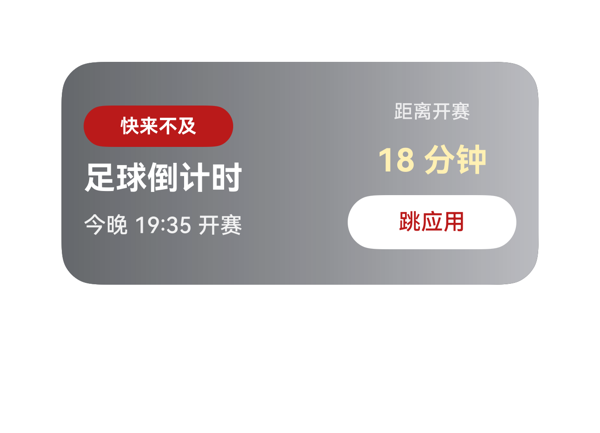 快来不及
足球倒计时
今晚 19:35 开赛
距离开赛
18 分钟
跳应用